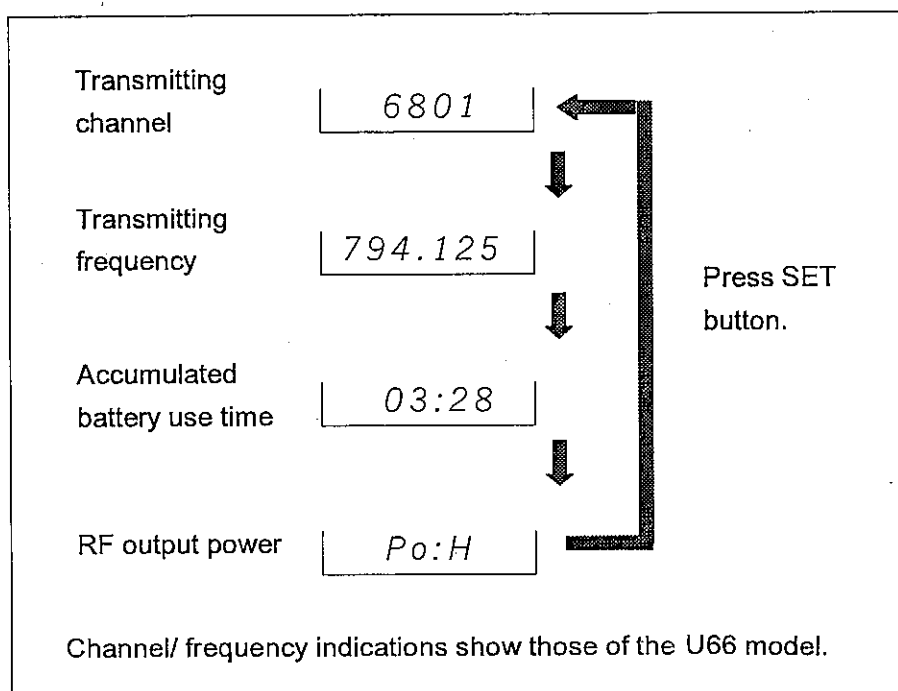 Transmitting
channel
6801
Transmitting
frequency
794.125
Press SET
button.
Accumulated
battery use time
03:28
RF output power
Po:H
Channel/ frequency indications show those of the U66 model.